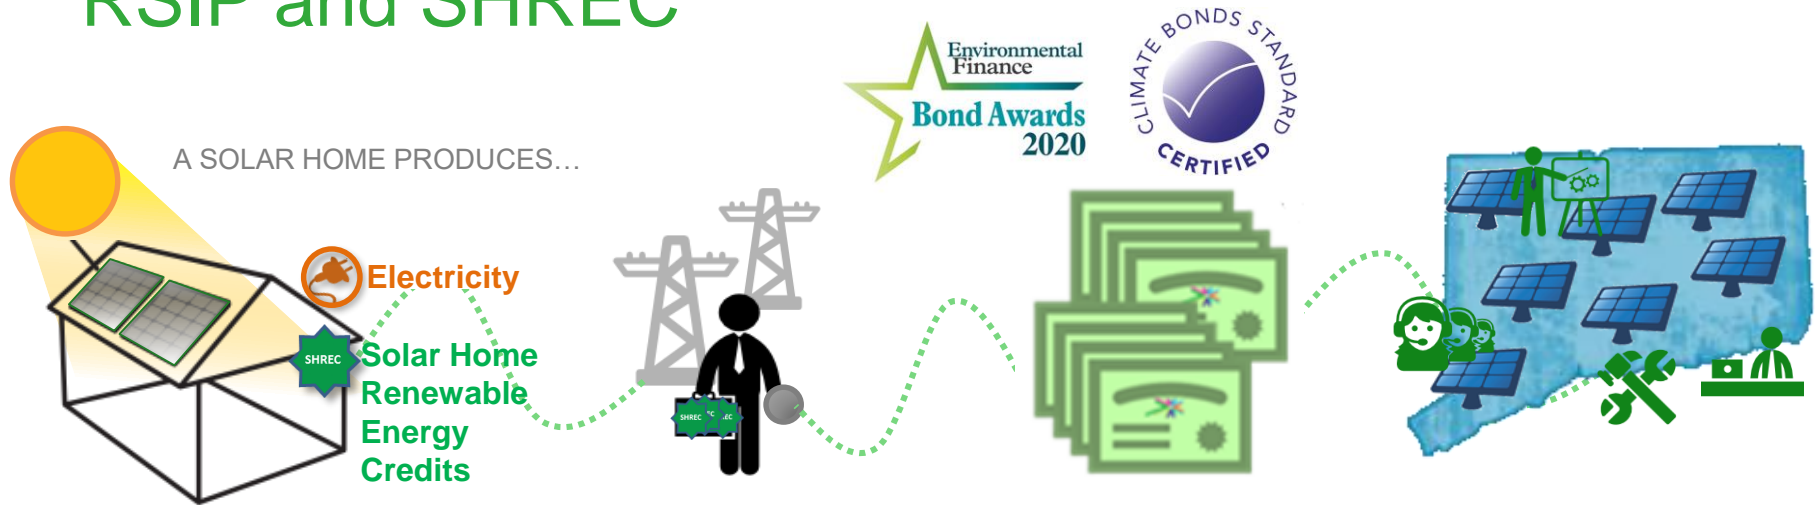 RSIP and SHREC
A SOLAR HOME PRODUCES…
Electricity
SHREC
Solar Home
Renewable
Energy
Credits
SHREC
Environmental
Finance
Bond Awards
2020
CLIMATE BONDS STANDARD
CERTIFIED